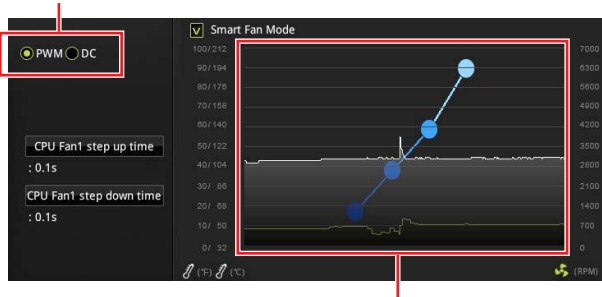 V Smart Fan Mode
PWM DC
100/212 7000
90/194 6300
80/176 5600
70/158 4900
60/140 4200
50/122 3500
40/104 2800
30/ 86 2100
20/ 68 1400
10/ 50 700
0/ 32 0
CPU Fan1 step up time
: 0.1s
CPU Fan1 step down time
: 0.1s
(°F) (°C) (RPM)